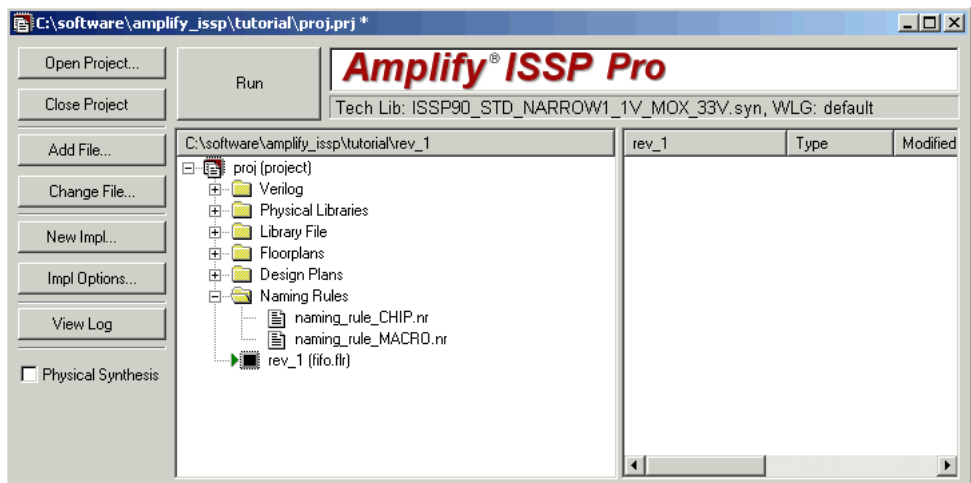 C:\software\amplify_issp\tutorial\proj.prj *
Open Project...
Close Project
Add File...
Change File...
New Impl...
Impl Options...
View Log
Physical Synthesis
Run
Amplify® ISSP Pro
Tech Lib: ISSP90_STD_NARROW1_1V_MOX_33V.syn, WLG: default
C:\software\amplify_issp\tutorial\rev_1
proj (project)
Verilog
Physical Libraries
Library File
Floorplans
Design Plans
Naming Rules
naming_rule_CHIP.nr
naming_rule_MACRO.nr
rev_1 (fifo.flr)
rev_1 Type Modified